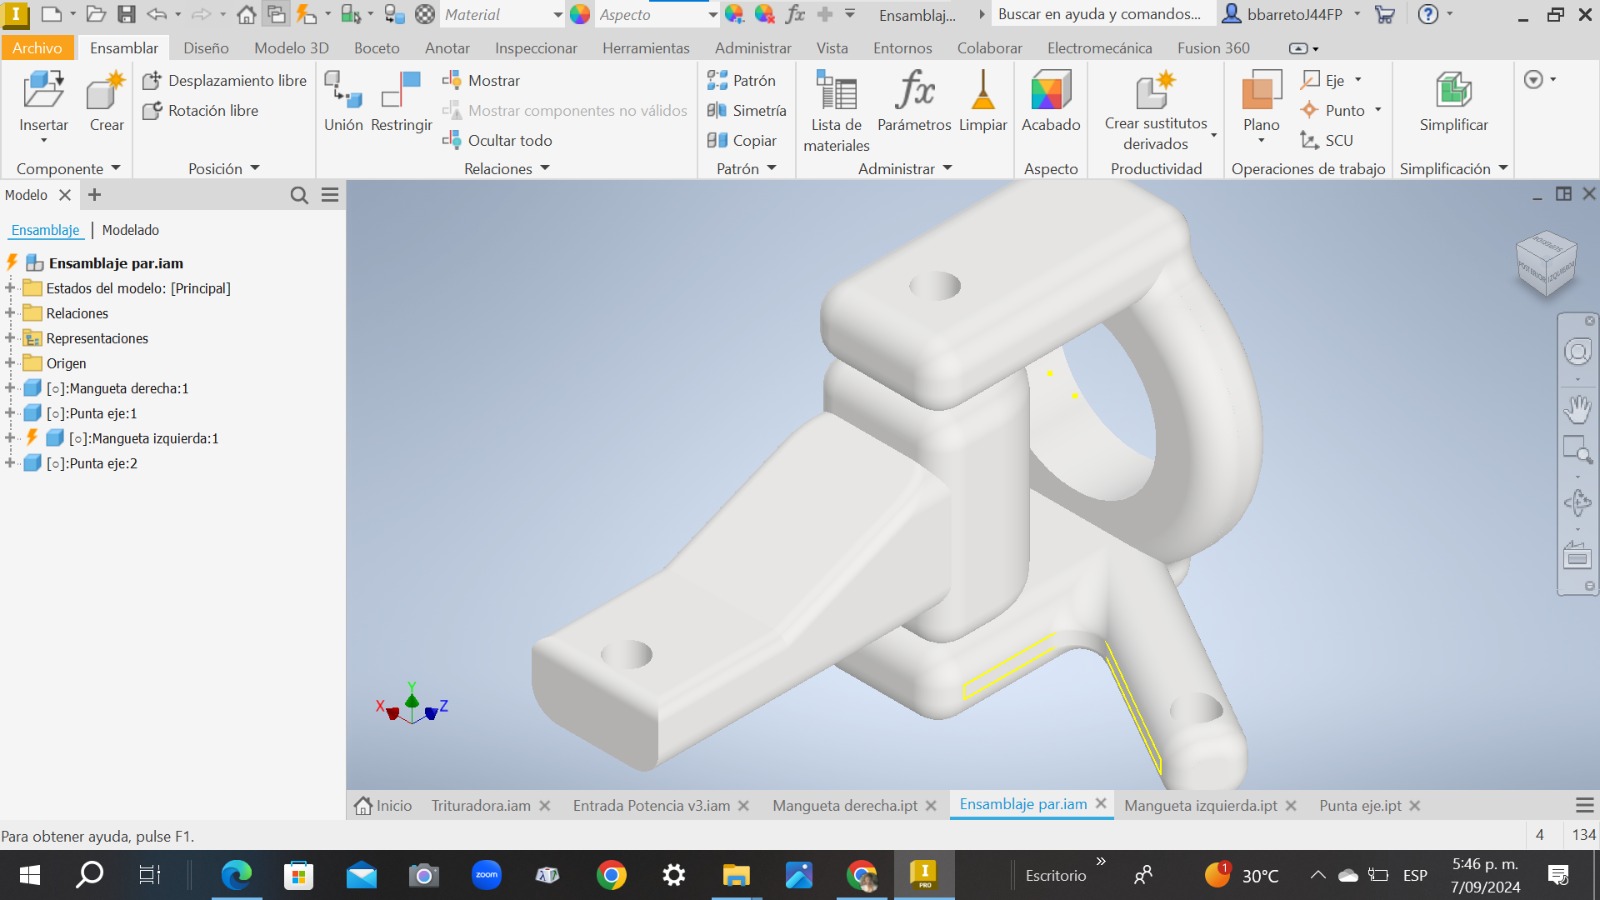 Material
Aspecto
Ensamblaj...
Buscar en ayuda y comandos...
bbarretoJ44FP
Archivo
Ensamblar
Diseño
Modelo 3D
Boceto
Anotar
Inspeccionar
Herramientas
Administrar
Vista
Entornos
Colaborar
Electromecánica
Fusion 360
Insertar
Crear
Desplazamiento libre
Rotación libre
Unión
Restringir
Mostrar
Mostrar componentes no válidos
Ocultar todo
Patrón
Simetría
Copiar
Lista de
materiales
Parámetros
Limpiar
Acabado
Crear sustitutos
derivados
Plano
Eje
Punto
SCU
Simplificar
Componente
Posición
Relaciones
Patrón
Administrar
Aspecto
Productividad
Operaciones de trabajo
Simplificación
Modelo
Ensamblaje | Modelado
Ensamblaje par.iam
Estados del modelo: [Principal]
Relaciones
Representaciones
Origen
[○]:Mangueta derecha:1
[○]:Punta eje:1
[○]:Mangueta izquierda:1
[○]:Punta eje:2
X
Y
Z
Inicio
Trituradora.iam
Entrada Potencia v3.iam
Mangueta derecha.ipt
Ensamblaje par.iam
Mangueta izquierda.ipt
Punta eje.ipt
Para obtener ayuda, pulse F1.
4
134
zoom
I
PRO
Escritorio
1
30°C
ESP
5:46 p. m.
7/09/2024